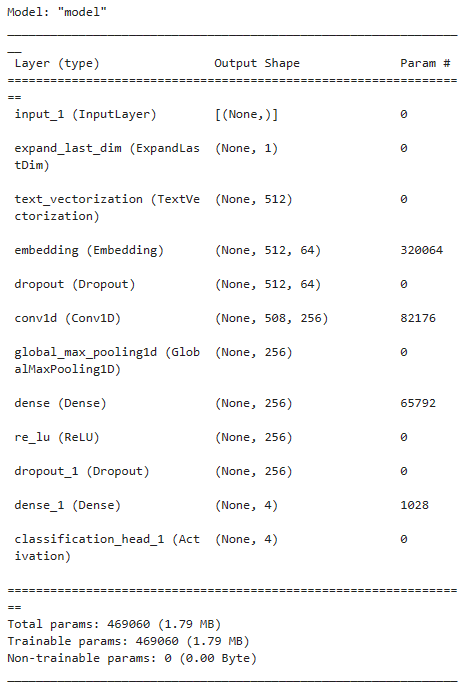 Model: "model"
_________________________________________________________________
Layer (type) Output Shape Param #
=================================================================
input_1 (InputLayer) [(None,)] 0
expand_last_dim (ExpandLas (None, 1) 0
tDim)
text_vectorization (TextVe (None, 512) 0
ctorization)
embedding (Embedding) (None, 512, 64) 320064
dropout (Dropout) (None, 512, 64) 0
conv1d (Conv1D) (None, 508, 256) 82176
global_max_pooling1d (Glob (None, 256) 0
alMaxPooling1D)
dense (Dense) (None, 256) 65792
re_lu (ReLU) (None, 256) 0
dropout_1 (Dropout) (None, 256) 0
dense_1 (Dense) (None, 4) 1028
classification_head_1 (Act (None, 4) 0
ivation)
=================================================================
Total params: 469060 (1.79 MB)
Trainable params: 469060 (1.79 MB)
Non-trainable params: 0 (0.00 Byte)
_________________________________________________________________